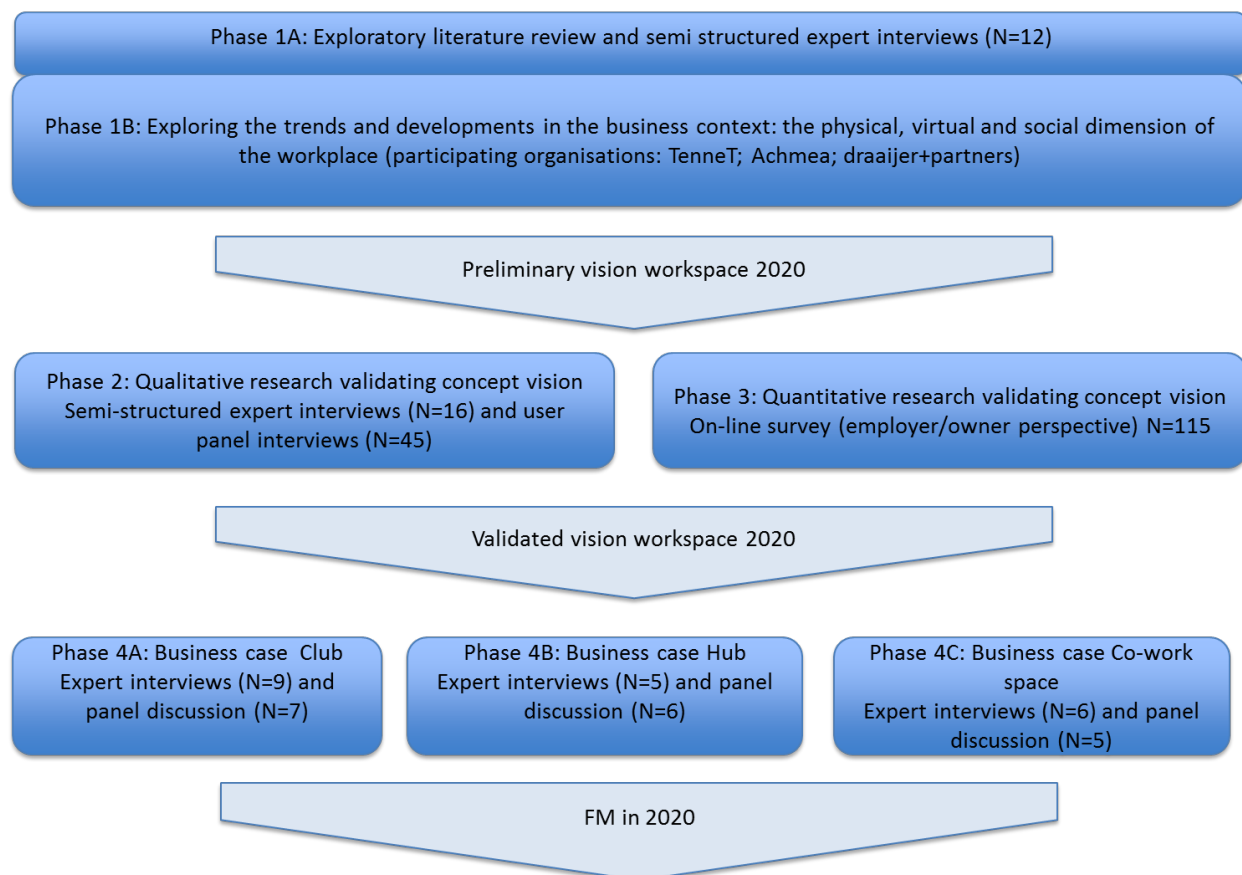 Phase 1A: Exploratory literature review and semi structured expert interviews (N=12)
Phase 1B: Exploring the trends and developments in the business context: the physical, virtual and social dimension of
the workplace (participating organisations: TenneT; Achmea; draaijer+partners)
Preliminary vision workspace 2020
Phase 2: Qualitative research validating concept vision
Semi-structured expert interviews (N=16) and user
panel interviews (N=45)
Phase 3: Quantitative research validating concept vision
On-line survey (employer/owner perspective) N=115
Validated vision workspace 2020
Phase 4A: Business case Club
Expert interviews (N=9) and
panel discussion (N=7)
Phase 4B: Business case Hub
Expert interviews (N=5) and panel
discussion (N=6)
Phase 4C: Business case Co-work
space
Expert interviews (N=6) and panel
discussion (N=5)
FM in 2020